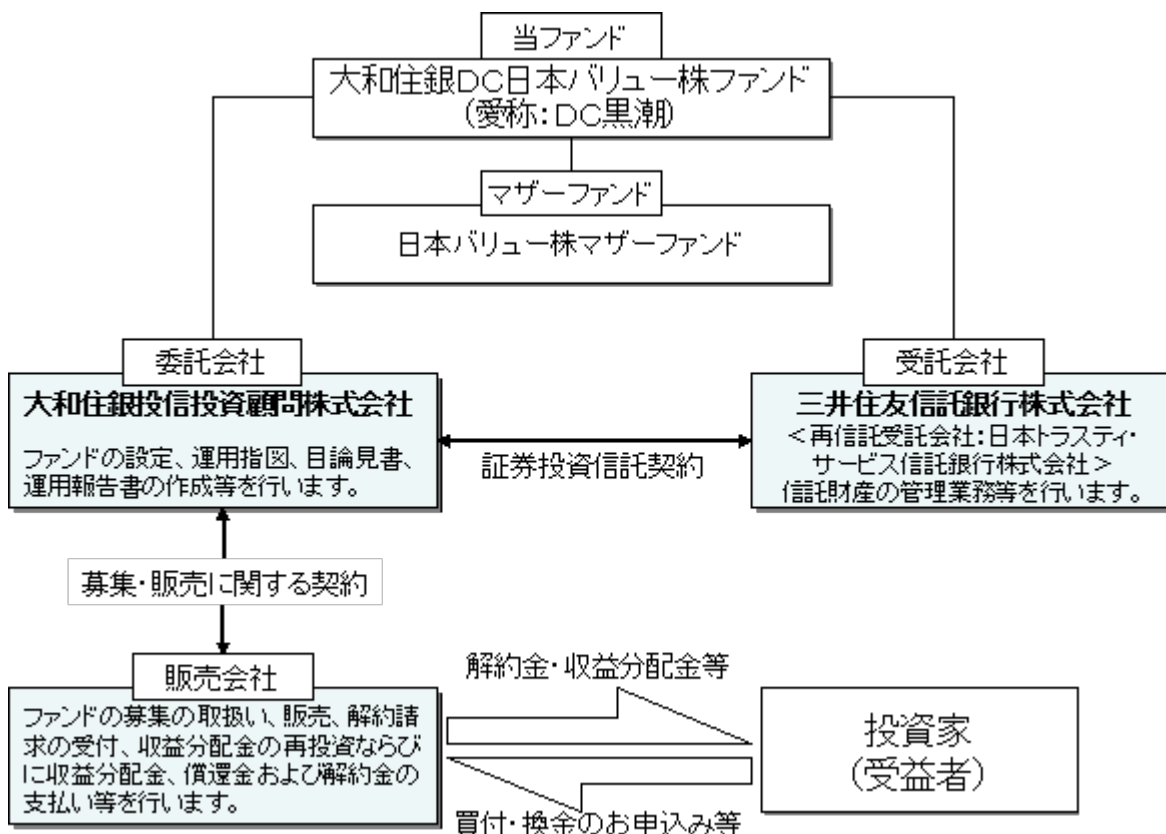 当ファンド
大和住銀DC日本バリュー株ファンド
(愛称:DC黒潮)
マザーファンド
日本バリュー株マザーファンド
委託会社
大和住銀投信投資顧問株式会社
ファンドの設定、運用指図、目論見書、
運用報告書の作成等を行います。
証券投資信託契約
受託会社
三井住友信託銀行株式会社
<再信託受託会社:日本トラスティ・
サービス信託銀行株式会社>
信託財産の管理業務等を行います。
募集・販売に関する契約
販売会社
ファンドの募集の取扱い、販売、解約請
求の受付、収益分配金の再投資ならび
に収益分配金、償還金および解約金の
支払い等を行います。
解約金・収益分配金等
買付・換金のお申込み等
投資家
(受益者)